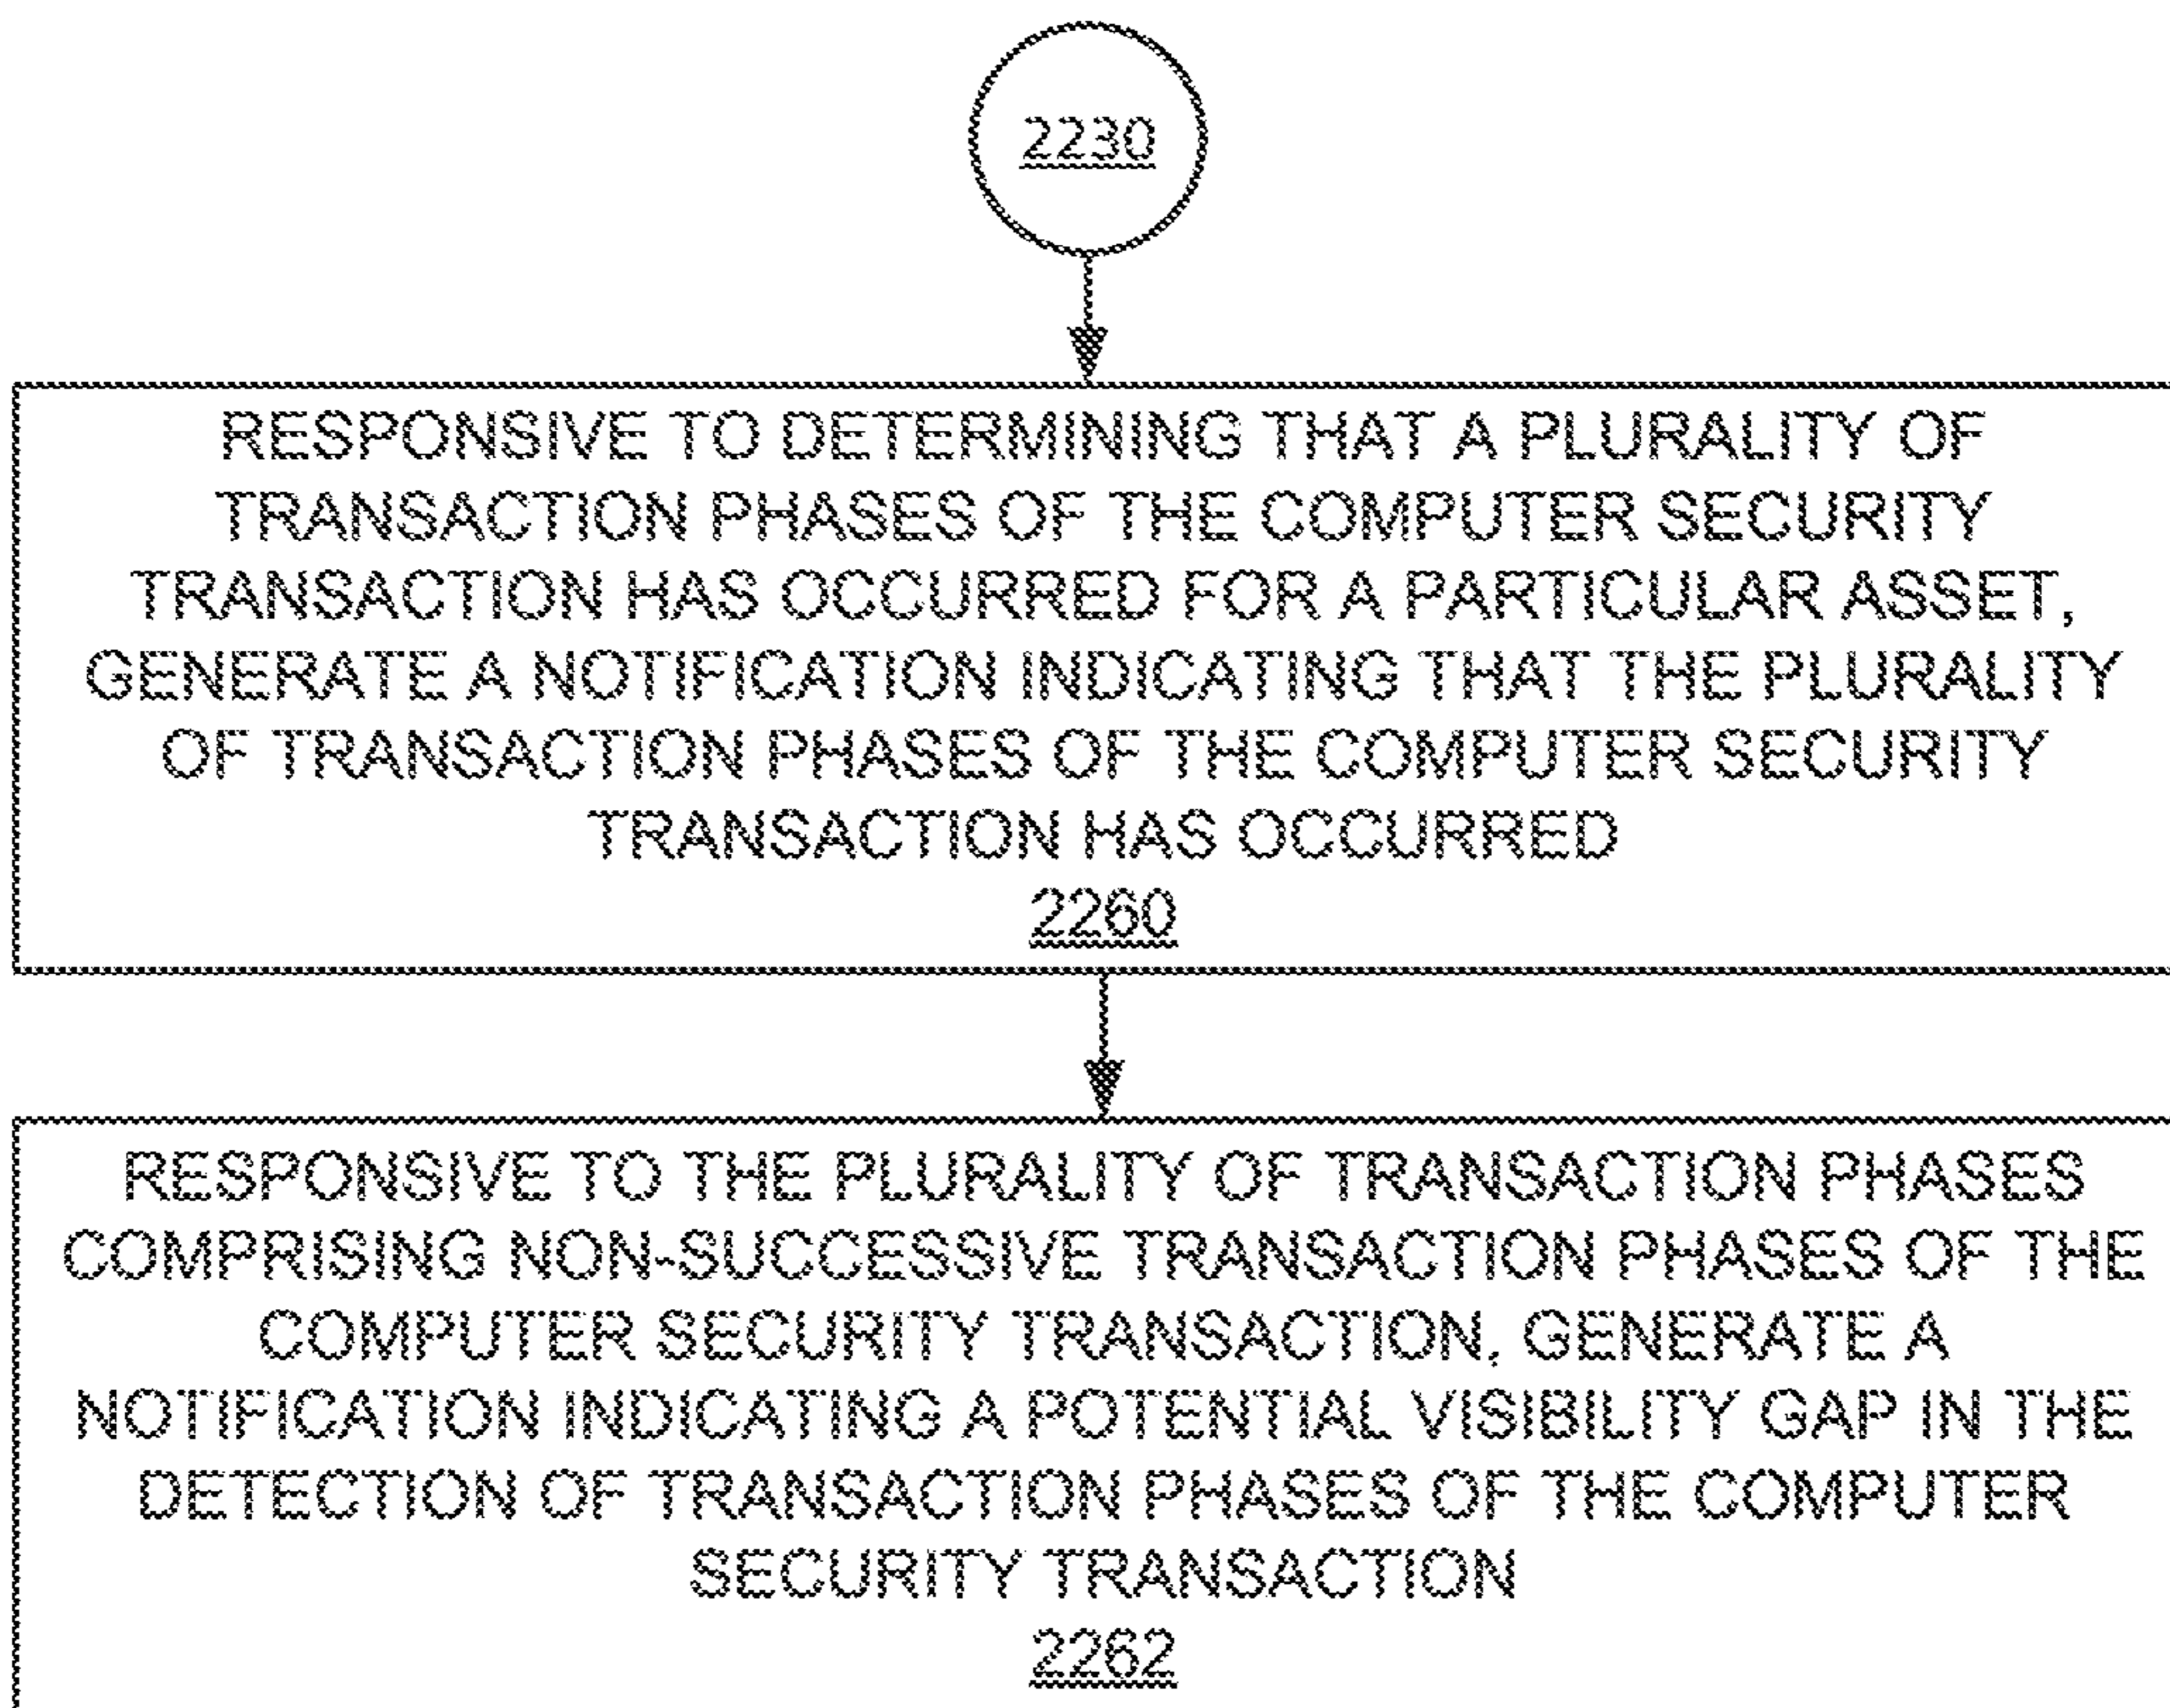 2230
RESPONSIVE TO DETERMINING THAT A PLURALITY OF
TRANSACTION PHASES OF THE COMPUTER SECURITY
TRANSACTION HAS OCCURRED FOR A PARTICULAR ASSET,
GENERATE A NOTIFICATION INDICATING THAT THE PLURALITY
OF TRANSACTION PHASES OF THE COMPUTER SECURITY
TRANSACTION HAS OCCURRED
2260
RESPONSIVE TO THE PLURALITY OF TRANSACTION PHASES
COMPRISING NON-SUCCESSIVE TRANSACTION PHASES OF THE
COMPUTER SECURITY TRANSACTION, GENERATE A
NOTIFICATION INDICATING A POTENTIAL VISIBILITY GAP IN THE
DETECTION OF TRANSACTION PHASES OF THE COMPUTER
SECURITY TRANSACTION
2262